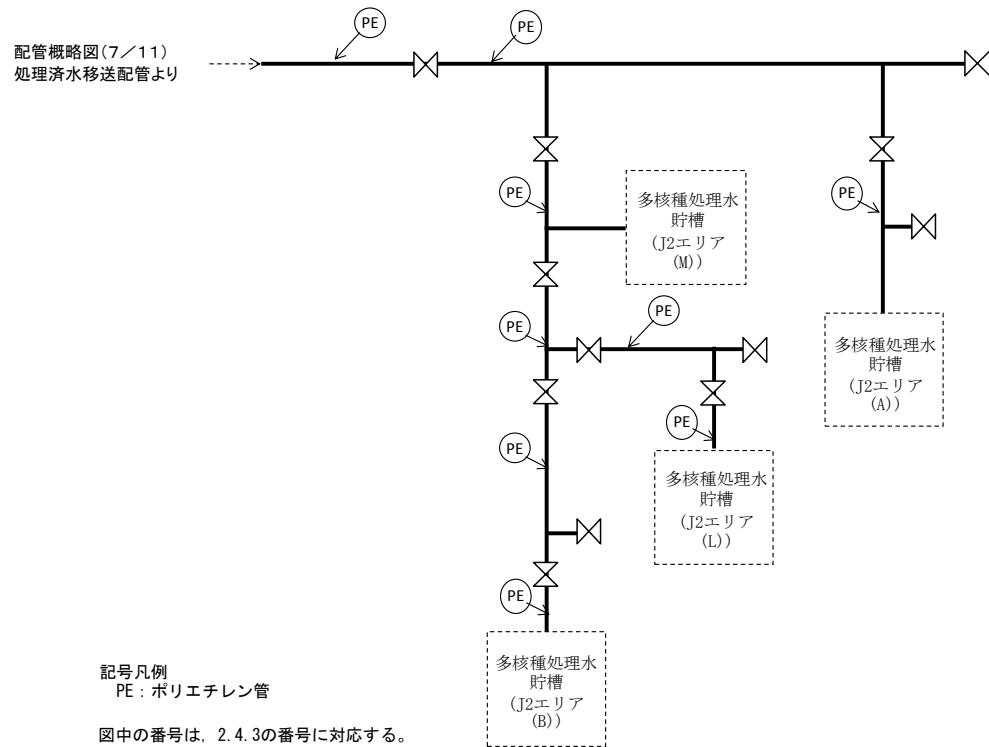 PE
PE
配管概略図(7/11)
処理済水移送配管より
PE
多核種処理水
貯槽
(J2エリア
(M))
PE
PE
PE
多核種処理水
貯槽
(J2エリア
(A))
PE
PE
多核種処理水
貯槽
(J2エリア
(L))
PE
多核種処理水
貯槽
(J2エリア
(B))
記号凡例
PE:ポリエチレン管
図中の番号は, 2.4.3の番号に対応する。